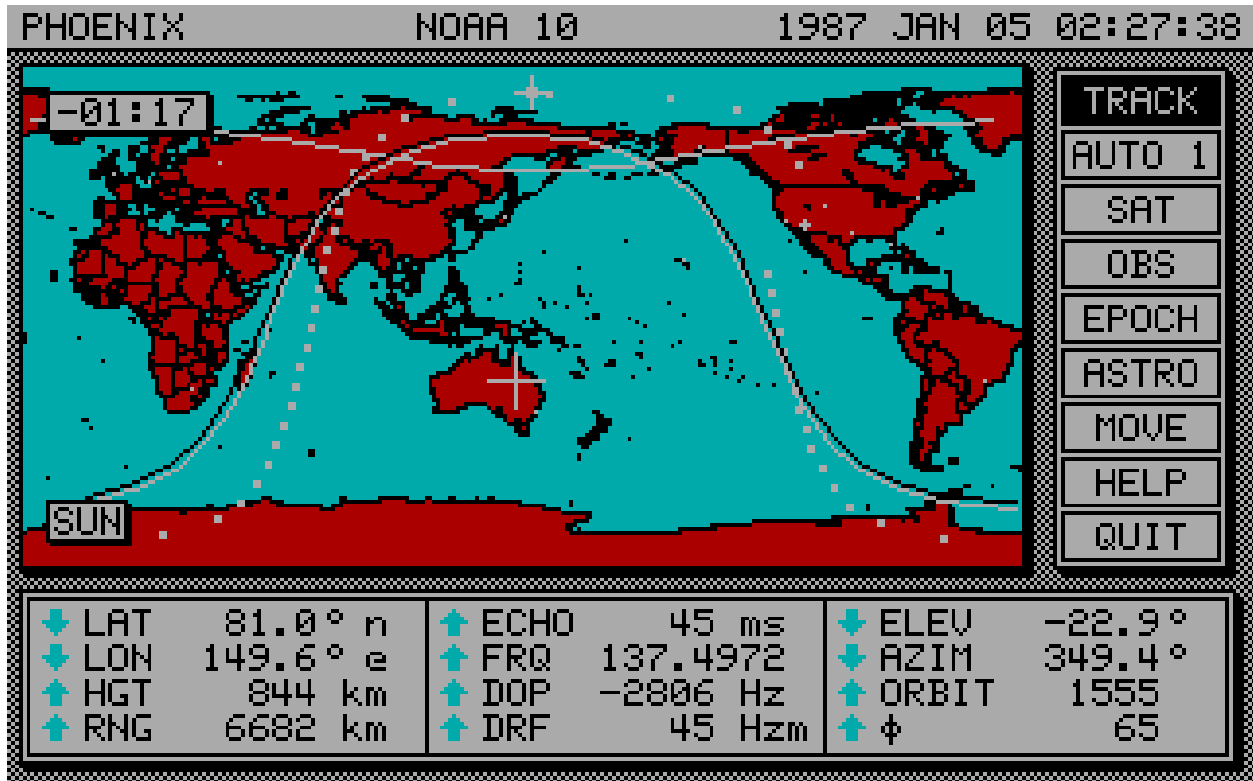 PHOENIX NOAA 10 1987 JAN 05 02:27:38
-01:17
SUN
TRACK
AUTO 1
SAT
OBS
EPOCH
ASTRO
MOVE
HELP
QUIT
LAT 81.0° n
LON 149.6° e
HGT 844 km
RNG 6682 km
ECHO 45 ms
FRQ 137.4972
DOP -2806 Hz
DRF 45 Hzm
ELEV -22.9°
AZIM 349.4°
ORBIT 1555
ϕ 65